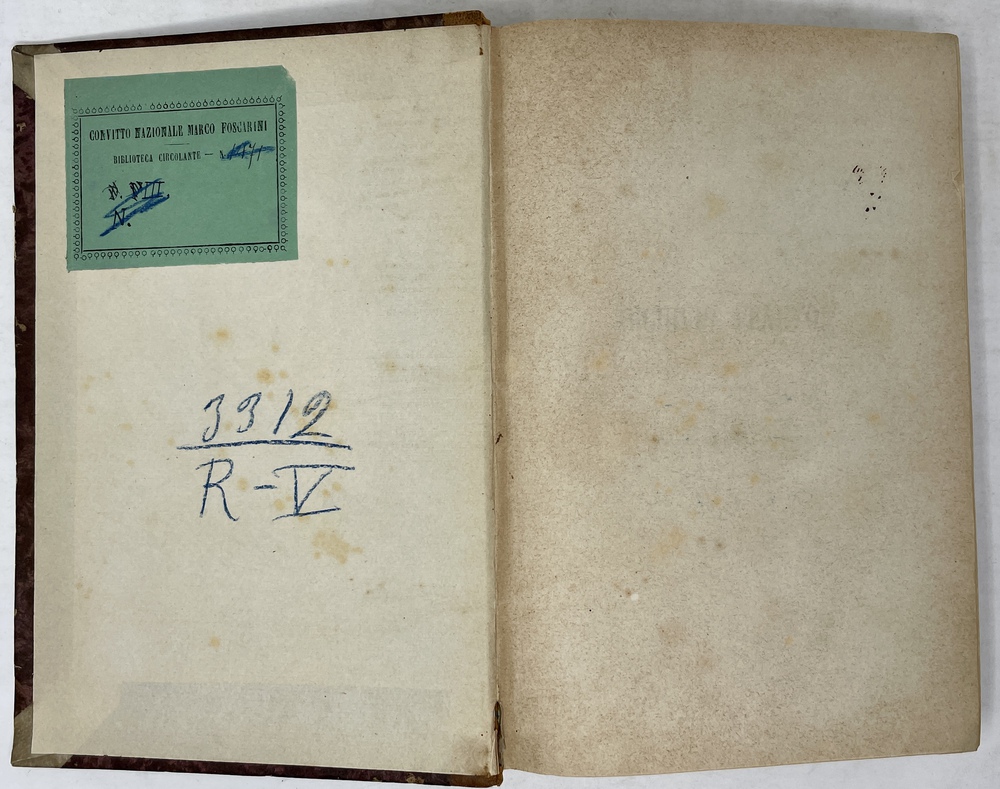 CONVITTO NAZIONALE MARCO FOSCARINI
BIBLIOTECA CIRCOLANTE —
N.
3312
R-V